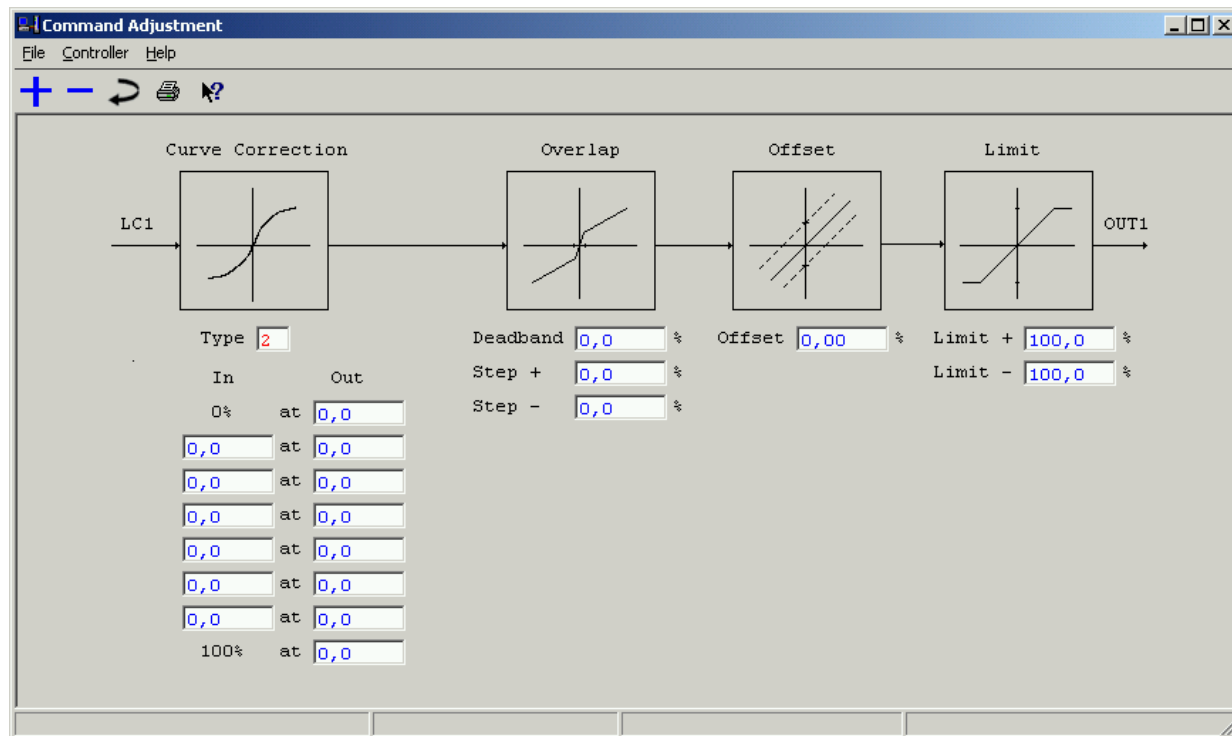 Command Adjustment
File Controller Help
Curve Correction Overlap Offset Limit
LC1 OUT1
Type 2 Deadband 0,0 % Offset 0,00 % Limit + 100,0 %
In Out Step + 0,0 % Limit - 100,0 %
0% at 0,0 Step - 0,0 %
0,0 at 0,0
0,0 at 0,0
0,0 at 0,0
0,0 at 0,0
0,0 at 0,0
0,0 at 0,0
100% at 0,0